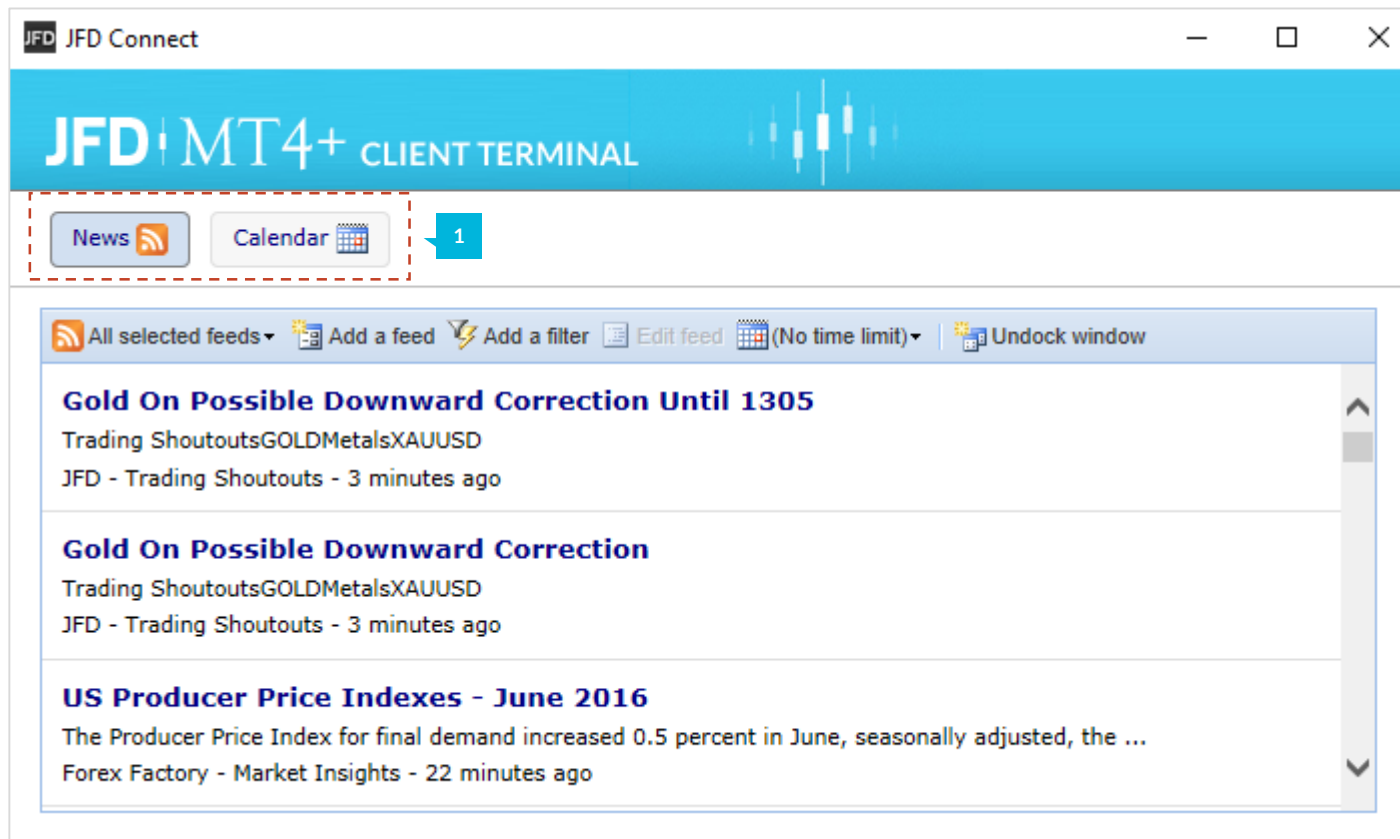 JFD JFD Connect
JFD MT4+ CLIENT TERMINAL
News Calendar 1
All selected feeds Add a feed Add a filter Edit feed (No time limit) Undock window
Gold On Possible Downward Correction Until 1305
Trading ShoutoutsGOLDMetalsXAUUSD
JFD - Trading Shoutouts - 3 minutes ago
Gold On Possible Downward Correction
Trading ShoutoutsGOLDMetalsXAUUSD
JFD - Trading Shoutouts - 3 minutes ago
US Producer Price Indexes - June 2016
The Producer Price Index for final demand increased 0.5 percent in June, seasonally adjusted, the ...
Forex Factory - Market Insights - 22 minutes ago